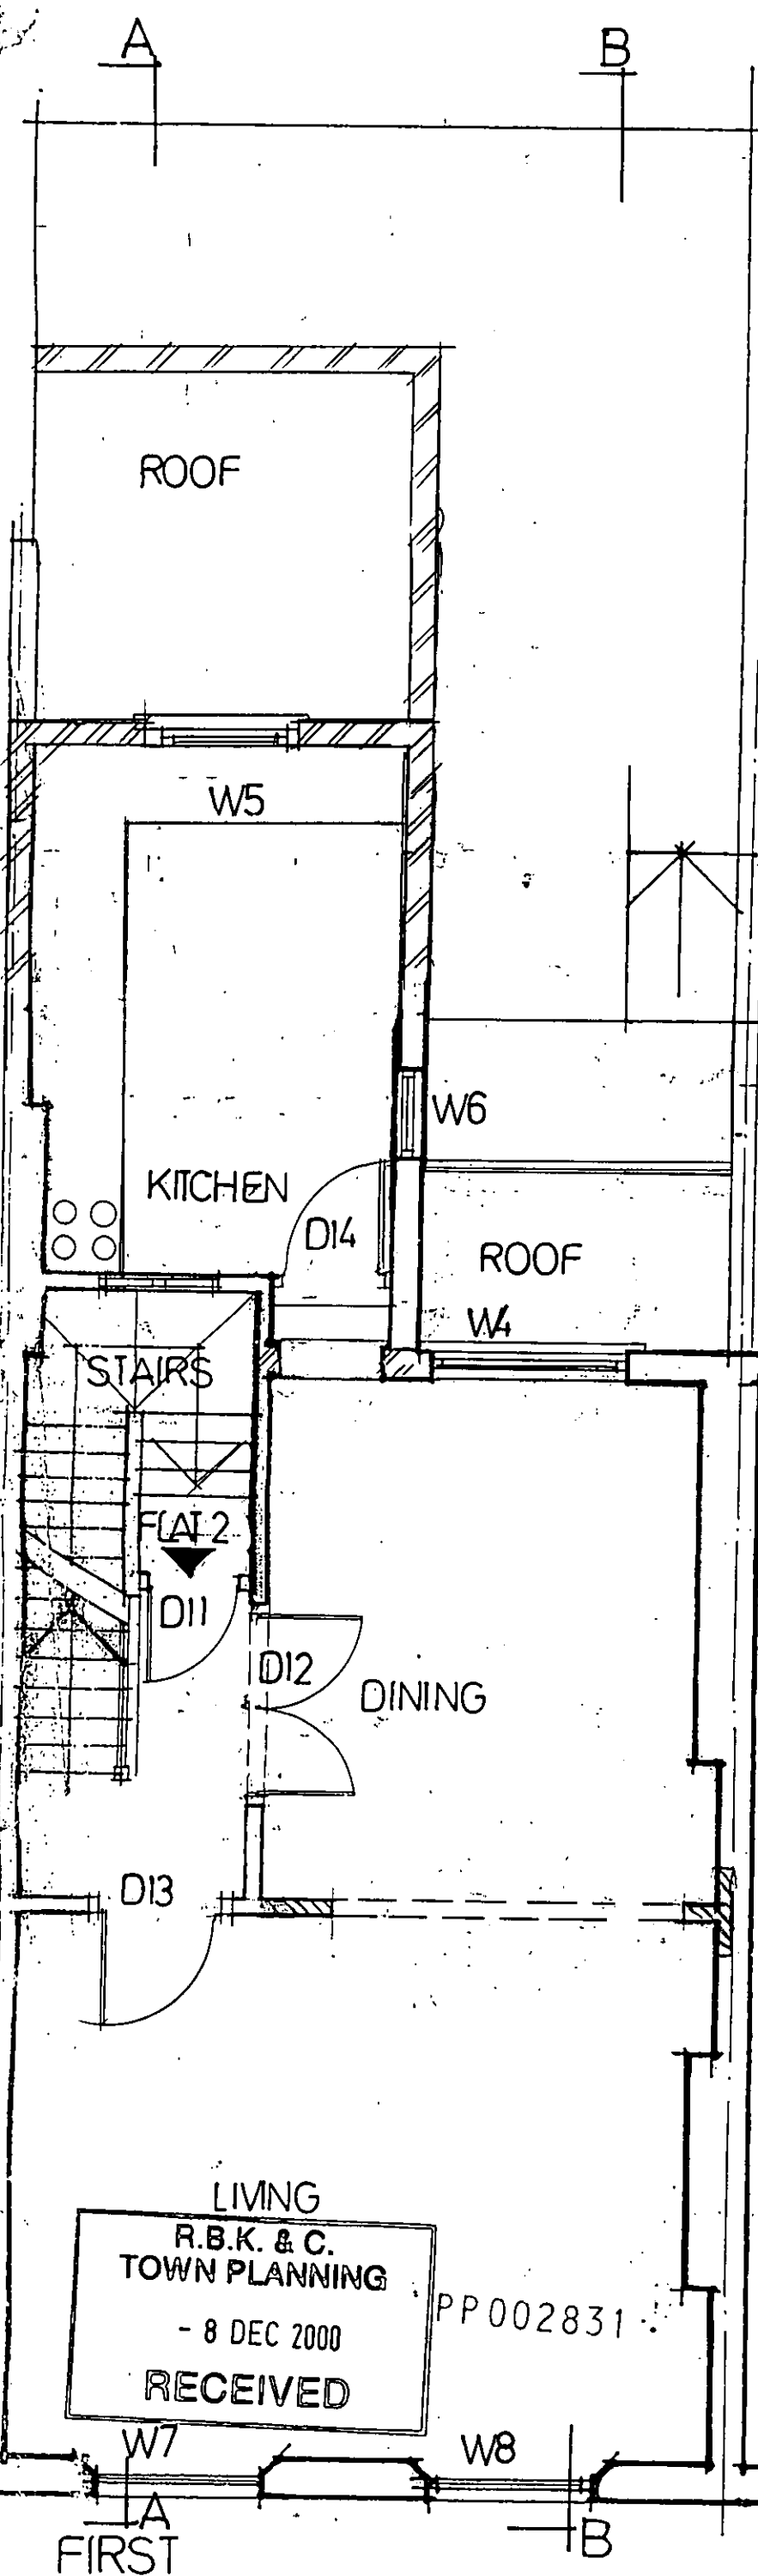 A
B
ROOF
W5
W6
KITCHEN
D14
ROOF
W4
STAIRS
FLAT 2
D11
D12
DINING
D13
LIVING
R.B.K. & C.
TOWN PLANNING
- 8 DEC 2000
RECEIVED
PP002831
W7
W8
A
B
FIRST